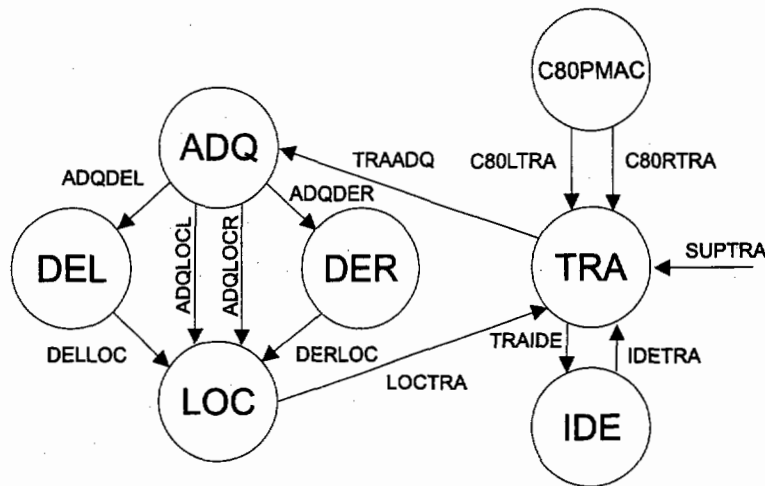 C80PMAC
ADQ
TRAADQ
C80LTRA
C80RTRA
ADQDEL
ADQDER
ADQLOCL
ADQLOCR
DEL
DER
TRA
SUPTRA
DELLOC
DERLOC
TRAIDE
IDETRA
LOCTRA
LOC
IDE